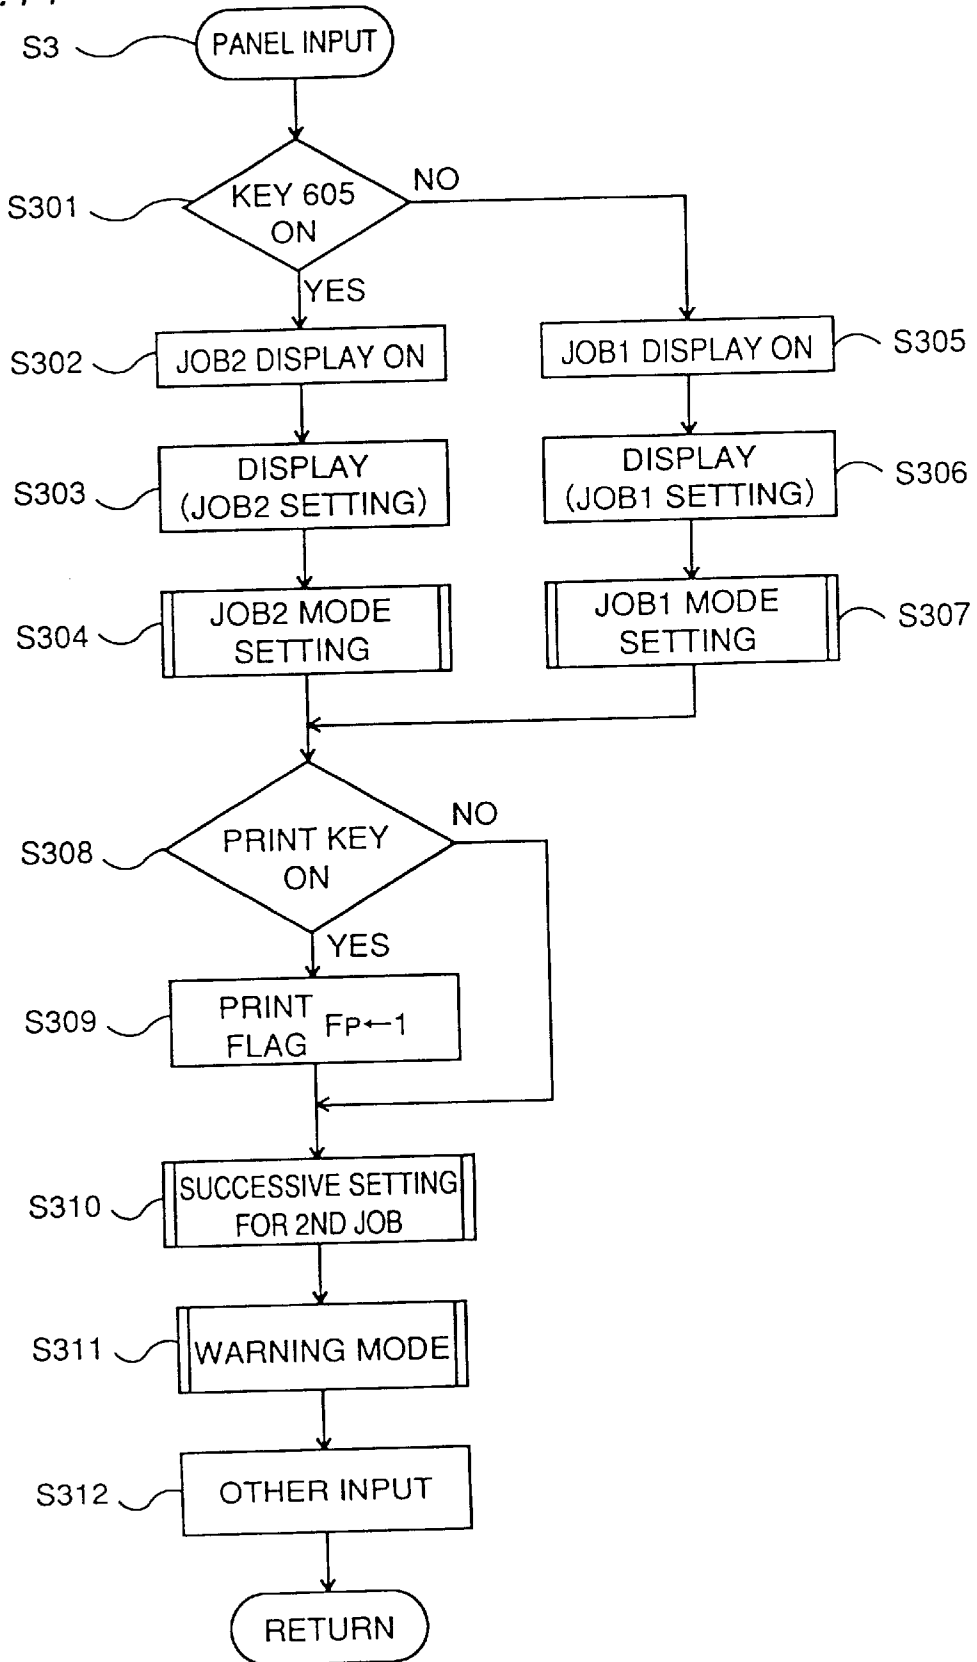 S3
PANEL INPUT
S301
KEY 605
ON
NO
YES
S302
JOB2 DISPLAY ON
JOB1 DISPLAY ON
S305
S303
DISPLAY
(JOB2 SETTING)
DISPLAY
(JOB1 SETTING)
S306
S304
JOB2 MODE
SETTING
JOB1 MODE
SETTING
S307
S308
PRINT KEY
ON
NO
YES
S309
PRINT
FLAG FP←1
S310
SUCCESSIVE SETTING
FOR 2ND JOB
S311
WARNING MODE
S312
OTHER INPUT
RETURN